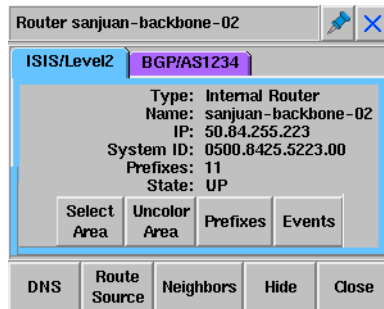 Router sanjuan-backbone-02
ISIS/Level2 BGP/AS1234
Type: Internal Router
Name: sanjuan-backbone-02
IP: 50.84.255.223
System ID: 0500.8425.5223.00
Prefixes: 11
State: UP
Select Area Uncolor Area Prefixes Events
DNS Route Source Neighbors Hide Close